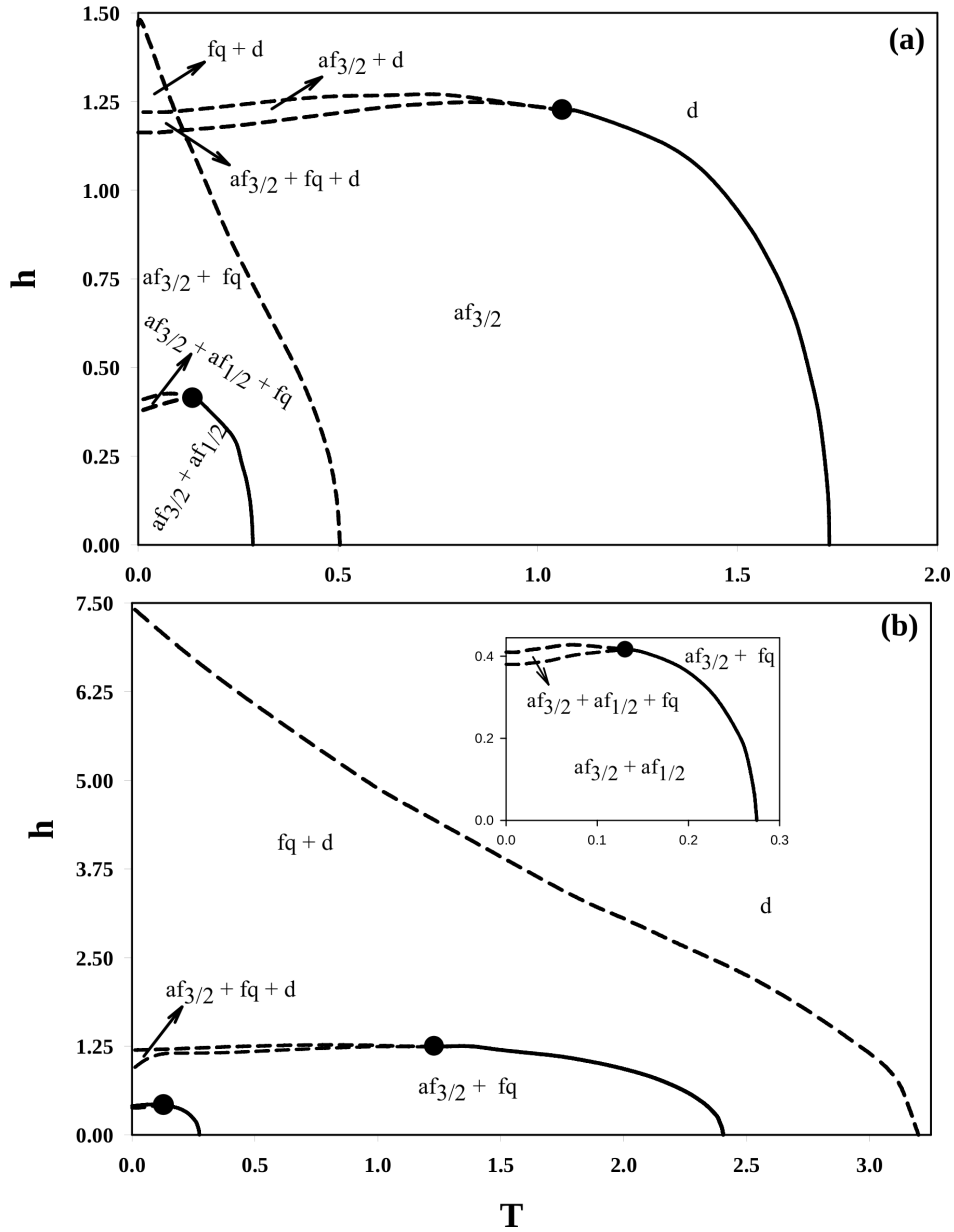 1.50
(a)
fq + d
af3/2 + d
1.25
d
af3/2 + fq + d
1.00
h
0.75
af3/2 + fq
af3/2
af3/2 + af1/2 + fq
0.50
af3/2 + af1/2
0.25
0.00
0.0 0.5 1.0 1.5 2.0
7.50
(b)
0.4
af3/2 + fq
6.25
af3/2 + af1/2 + fq
0.2
af3/2 + af1/2
5.00
0.0
0.0 0.1 0.2 0.3
h
fq + d
3.75
d
2.50
af3/2 + fq + d
1.25
af3/2 + fq
0.00
0.0 0.5 1.0 1.5 2.0 2.5 3.0
T